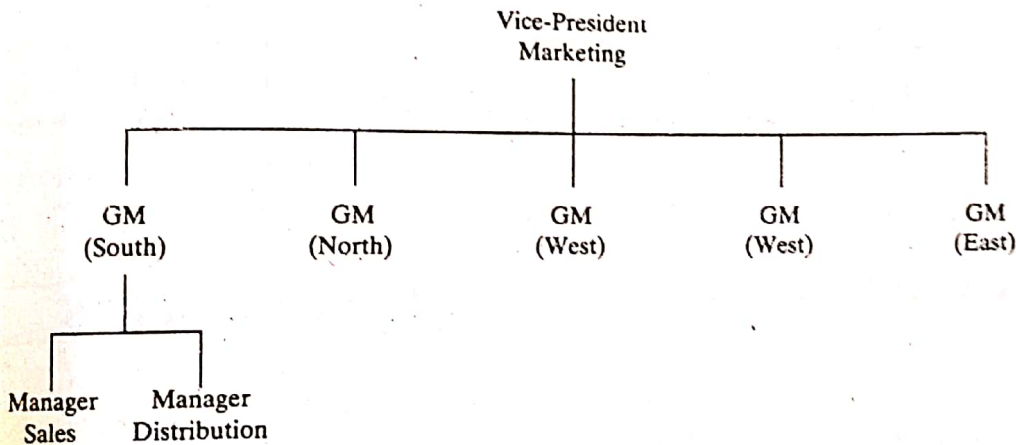 Vice-President
Marketing
GM GM GM GM GM
(South) (North) (West) (West) (East)
Manager Manager
Sales Distribution